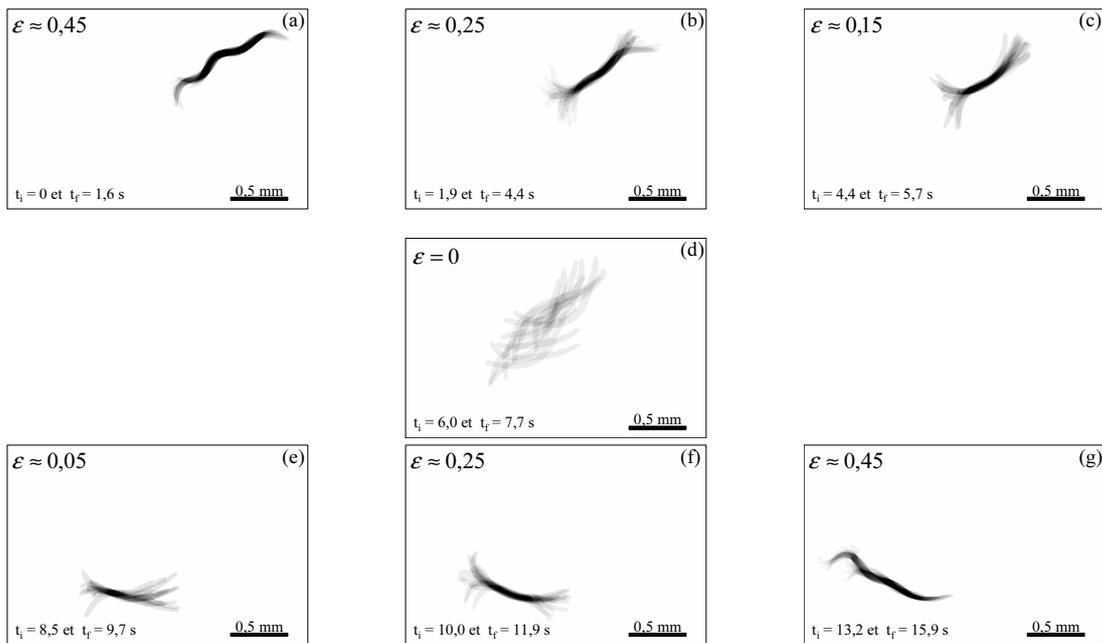 (a)
ε ≈ 0,45
t_i = 0 et t_f = 1,6 s
0,5 mm
(b)
ε ≈ 0,25
t_i = 1,9 et t_f = 4,4 s
0,5 mm
(c)
ε ≈ 0,15
t_i = 4,4 et t_f = 5,7 s
0,5 mm
(d)
ε = 0
t_i = 6,0 et t_f = 7,7 s
0,5 mm
(e)
ε ≈ 0,05
t_i = 8,5 et t_f = 9,7 s
0,5 mm
(f)
ε ≈ 0,25
t_i = 10,0 et t_f = 11,9 s
0,5 mm
(g)
ε ≈ 0,45
t_i = 13,2 et t_f = 15,9 s
0,5 mm